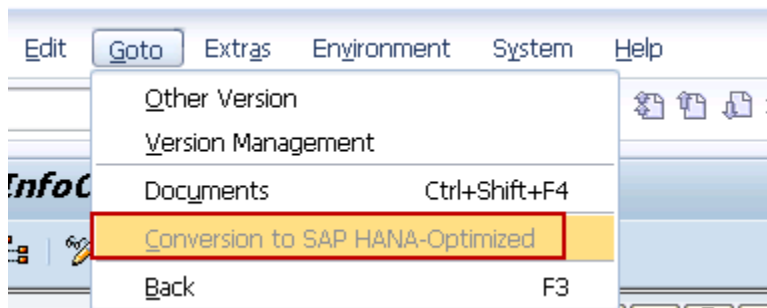 Edit Goto Extras Environment System Help
Other Version
Version Management
InfoC
Documents Ctrl+Shift+F4
Conversion to SAP HANA-Optimized
Back F3